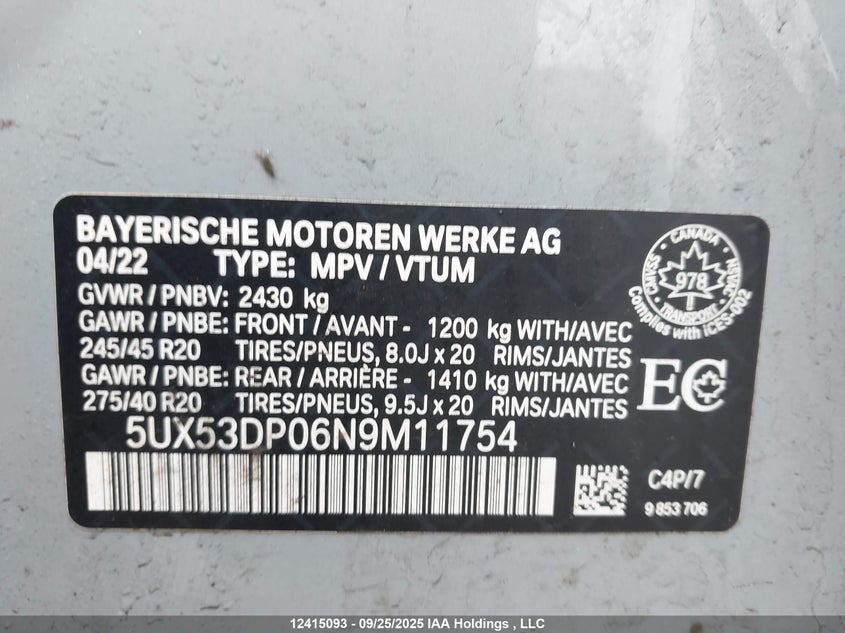 BAYERISCHE MOTOREN WERKE AG
04/22 TYPE: MPV / VTUM
GVWR / PNBV: 2430 kg
GAWR / PNBE: FRONT / AVANT - 1200 kg WITH/AVEC
245/45 R20 TIRES/PNEUS, 8.0J x 20 RIMS/JANTES
GAWR / PNBE: REAR / ARRIÈRE - 1410 kg WITH/AVEC
275/40 R20 TIRES/PNEUS, 9.5J x 20 RIMS/JANTES
5UX53DP06N9M11754
CANADA
978
TRANSPORT
CMVSS
NSVAC
Complies with ICES-002
EC
C4P/7
9 853 706
12415093 - 09/25/2025 IAA Holdings , LLC